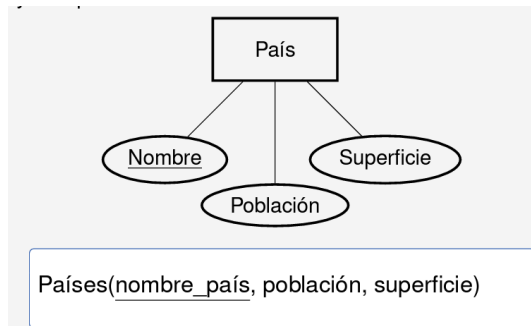 País
Nombre
Superficie
Población
Países(nombre_país, población, superficie)